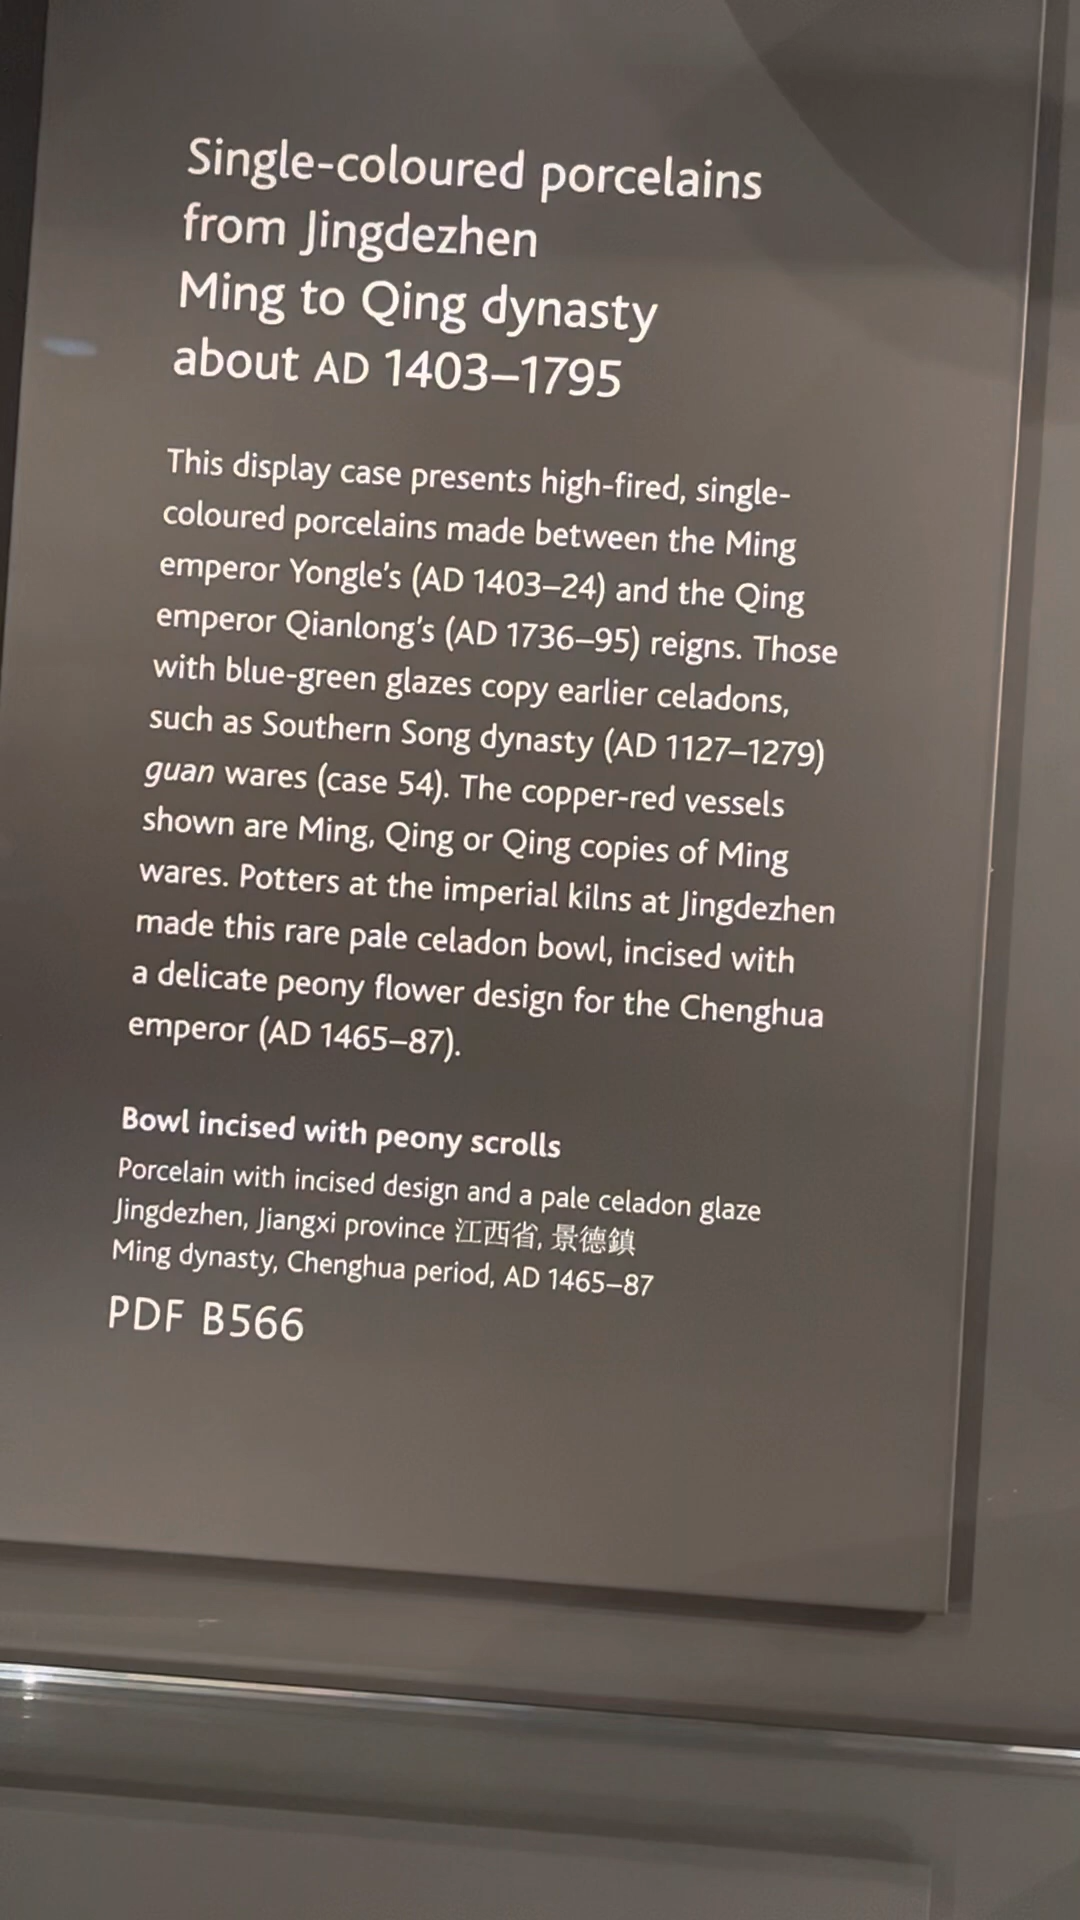 Single-coloured porcelains
from Jingdezhen
Ming to Qing dynasty
about AD 1403–1795
This display case presents high-fired, single-
coloured porcelains made between the Ming
emperor Yongle's (AD 1403–24) and the Qing
emperor Qianlong's (AD 1736–95) reigns. Those
with blue-green glazes copy earlier celadons,
such as Southern Song dynasty (AD 1127–1279)
guan wares (case 54). The copper-red vessels
shown are Ming, Qing or Qing copies of Ming
wares. Potters at the imperial kilns at Jingdezhen
made this rare pale celadon bowl, incised with
a delicate peony flower design for the Chenghua
emperor (AD 1465–87).
Bowl incised with peony scrolls
Porcelain with incised design and a pale celadon glaze
Jingdezhen, Jiangxi province 江西省, 景德鎮
Ming dynasty, Chenghua period, AD 1465–87
PDF B566